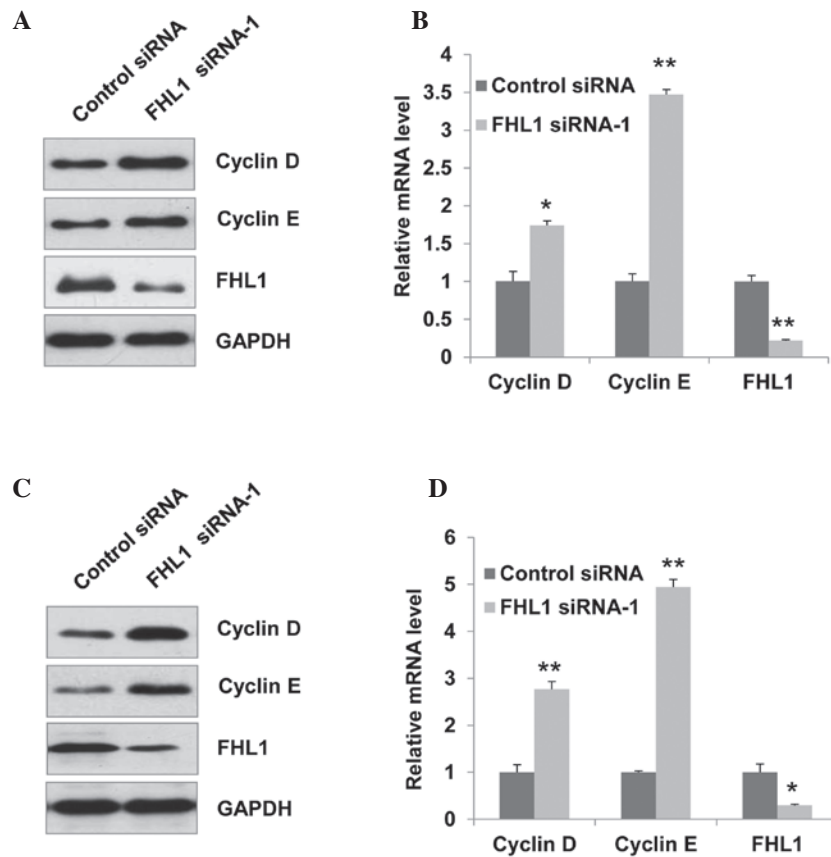 A
Control siRNA
FHL1 siRNA-1
Cyclin D
Cyclin E
FHL1
GAPDH
B
Relative mRNA level
4
3.5
3
2.5
2
1.5
1
0.5
0
Control siRNA
FHL1 siRNA-1
*
**
**
Cyclin D Cyclin E FHL1
C
Control siRNA
FHL1 siRNA-1
Cyclin D
Cyclin E
FHL1
GAPDH
D
Relative mRNA level
6
5
4
3
2
1
0
Control siRNA
FHL1 siRNA-1
**
**
*
Cyclin D Cyclin E FHL1